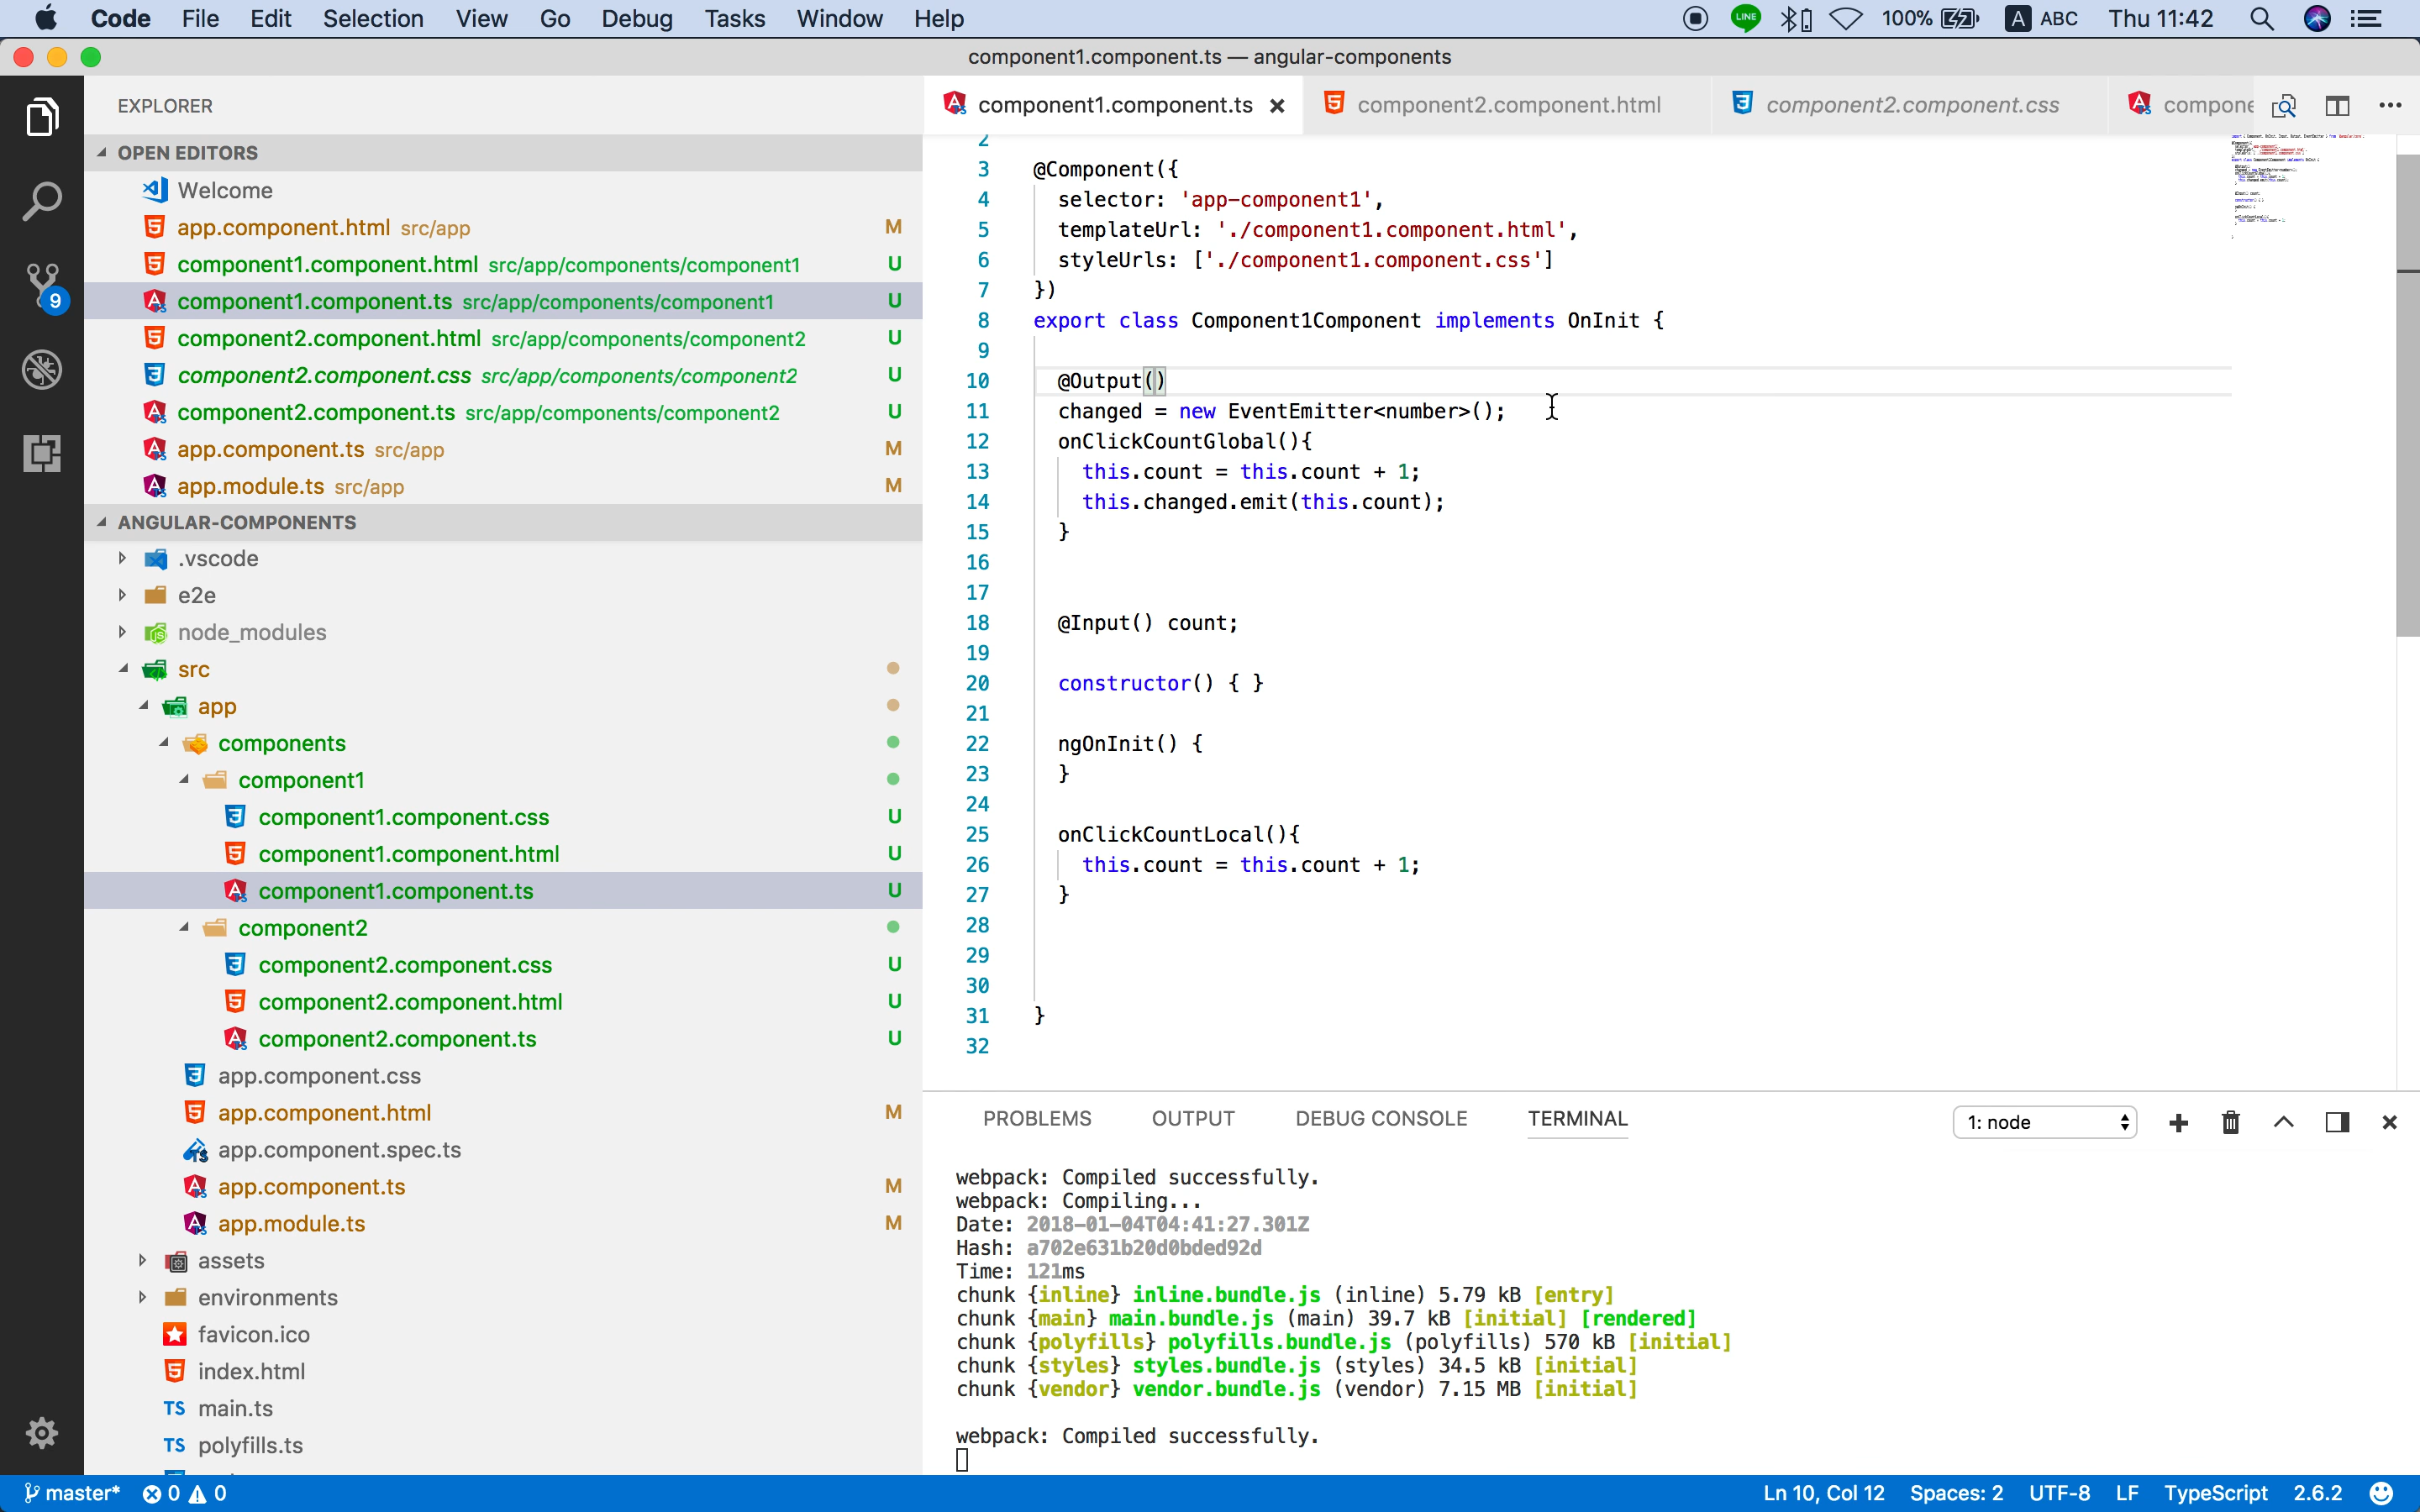 Code File Edit Selection View Go Debug Tasks Window Help LINE 100% A ABC Thu 11:42
component1.component.ts — angular-components
EXPLORER
component1.component.ts component2.component.html component2.component.css compone
OPEN EDITORS
Welcome
app.component.html src/app M
component1.component.html src/app/components/component1 U
component1.component.ts src/app/components/component1 U
component2.component.html src/app/components/component2 U
component2.component.css src/app/components/component2 U
component2.component.ts src/app/components/component2 U
app.component.ts src/app M
app.module.ts src/app M
ANGULAR-COMPONENTS
.vscode
e2e
node_modules
src
app
components
component1
component1.component.css U
component1.component.html U
component1.component.ts U
component2
component2.component.css U
component2.component.html U
component2.component.ts U
app.component.css
app.component.html M
app.component.spec.ts
app.component.ts M
app.module.ts M
assets
environments
favicon.ico
index.html
TS main.ts
TS polyfills.ts
9
2
3 @Component({
4 selector: 'app-component1',
5 templateUrl: './component1.component.html',
6 styleUrls: ['./component1.component.css']
7 })
8 export class Component1Component implements OnInit {
9
10 @Output()
11 changed = new EventEmitter<number>();
12 onClickCountGlobal(){
13 this.count = this.count + 1;
14 this.changed.emit(this.count);
15 }
16
17
18 @Input() count;
19
20 constructor() { }
21
22 ngOnInit() {
23 }
24
25 onClickCountLocal(){
26 this.count = this.count + 1;
27 }
28
29
30
31 }
32
PROBLEMS OUTPUT DEBUG CONSOLE TERMINAL 1: node
webpack: Compiled successfully.
webpack: Compiling...
Date: 2018-01-04T04:41:27.301Z
Hash: a702e631b20d0bded92d
Time: 121ms
chunk {inline} inline.bundle.js (inline) 5.79 kB [entry]
chunk {main} main.bundle.js (main) 39.7 kB [initial] [rendered]
chunk {polyfills} polyfills.bundle.js (polyfills) 570 kB [initial]
chunk {styles} styles.bundle.js (styles) 34.5 kB [initial]
chunk {vendor} vendor.bundle.js (vendor) 7.15 MB [initial]
webpack: Compiled successfully.
master* 0 0 Ln 10, Col 12 Spaces: 2 UTF-8 LF TypeScript 2.6.2